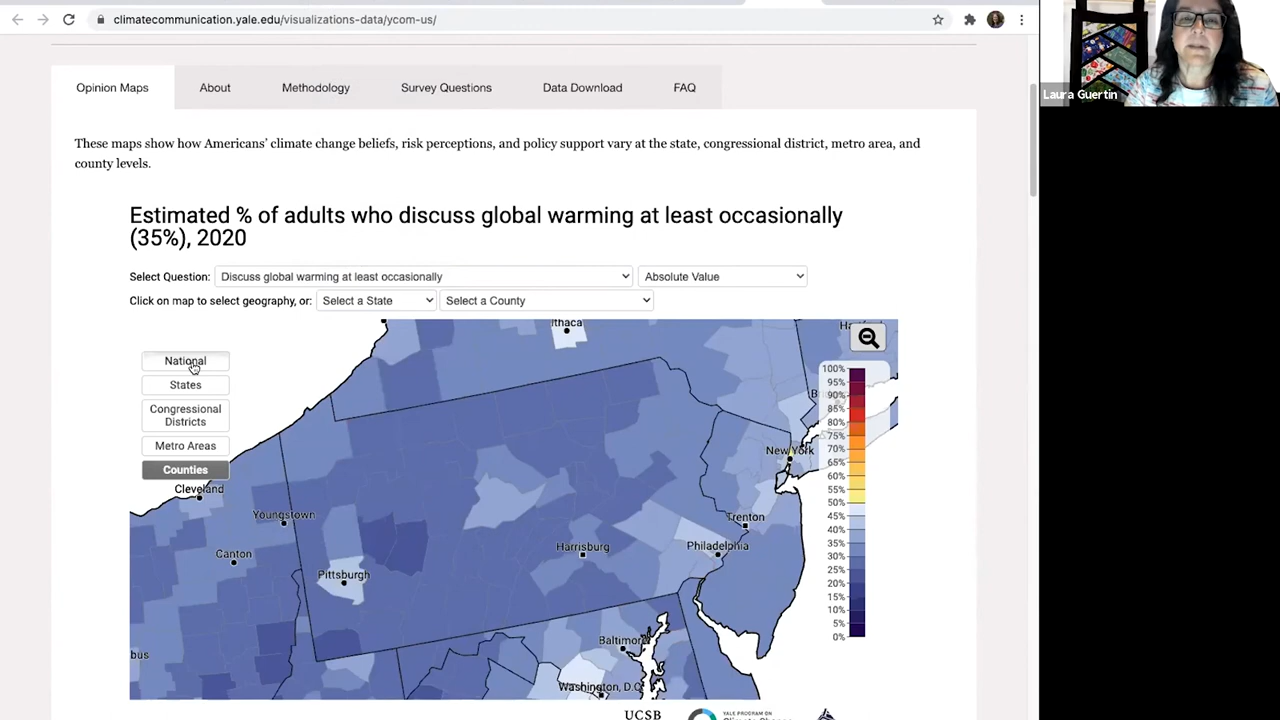 climatecommunication.yale.edu/visualizations-data/ycom-us/
Laura Guertin
Opinion Maps
About
Methodology
Survey Questions
Data Download
FAQ
These maps show how Americans' climate change beliefs, risk perceptions, and policy support vary at the state, congressional district, metro area, and
county levels.
Estimated % of adults who discuss global warming at least occasionally
(35%), 2020
Select Question:
Discuss global warming at least occasionally
Absolute Value
Click on map to select geography, or:
Select a State
Select a County
National
States
Congressional
Districts
Metro Areas
Counties
Ithaca
New York
Cleveland
Youngstown
Canton
Pittsburgh
Harrisburg
Trenton
Philadelphia
Baltimore
Washington, D.C.
bus
100%
95%
90%
85%
80%
75%
70%
65%
60%
55%
50%
45%
40%
35%
30%
25%
20%
15%
10%
5%
0%
UCSB
YALE PROGRAM ON
Climate Change